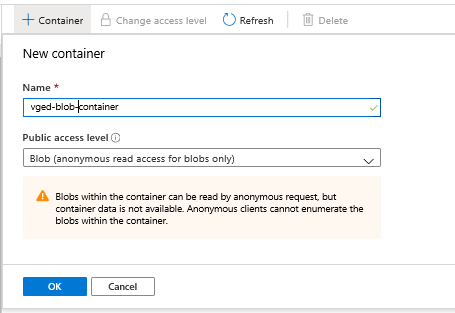 + Container Change access level Refresh Delete
New container
Name *
vged-blob-container
Public access level
Blob (anonymous read access for blobs only)
Blobs within the container can be read by anonymous request, but
container data is not available. Anonymous clients cannot enumerate the
blobs within the container.
OK Cancel